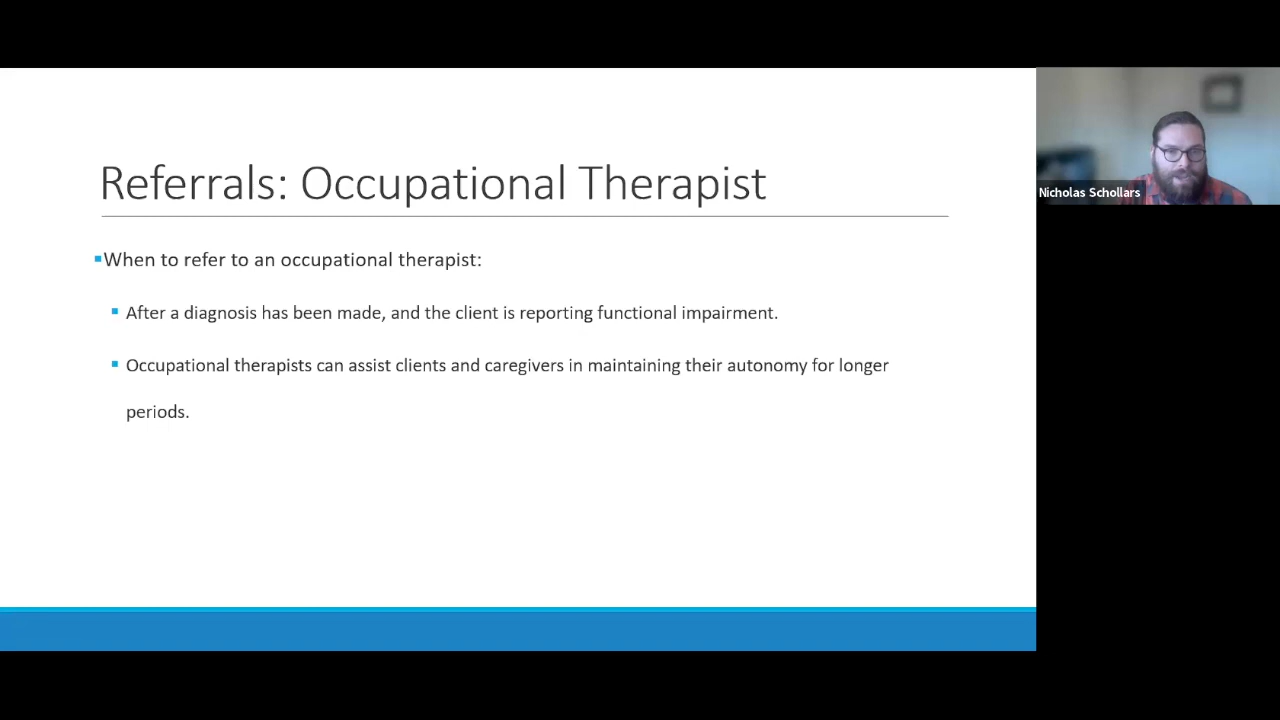 Referrals: Occupational Therapist
▪When to refer to an occupational therapist:
▪ After a diagnosis has been made, and the client is reporting functional impairment.
▪ Occupational therapists can assist clients and caregivers in maintaining their autonomy for longer
periods.
Nicholas Schollars